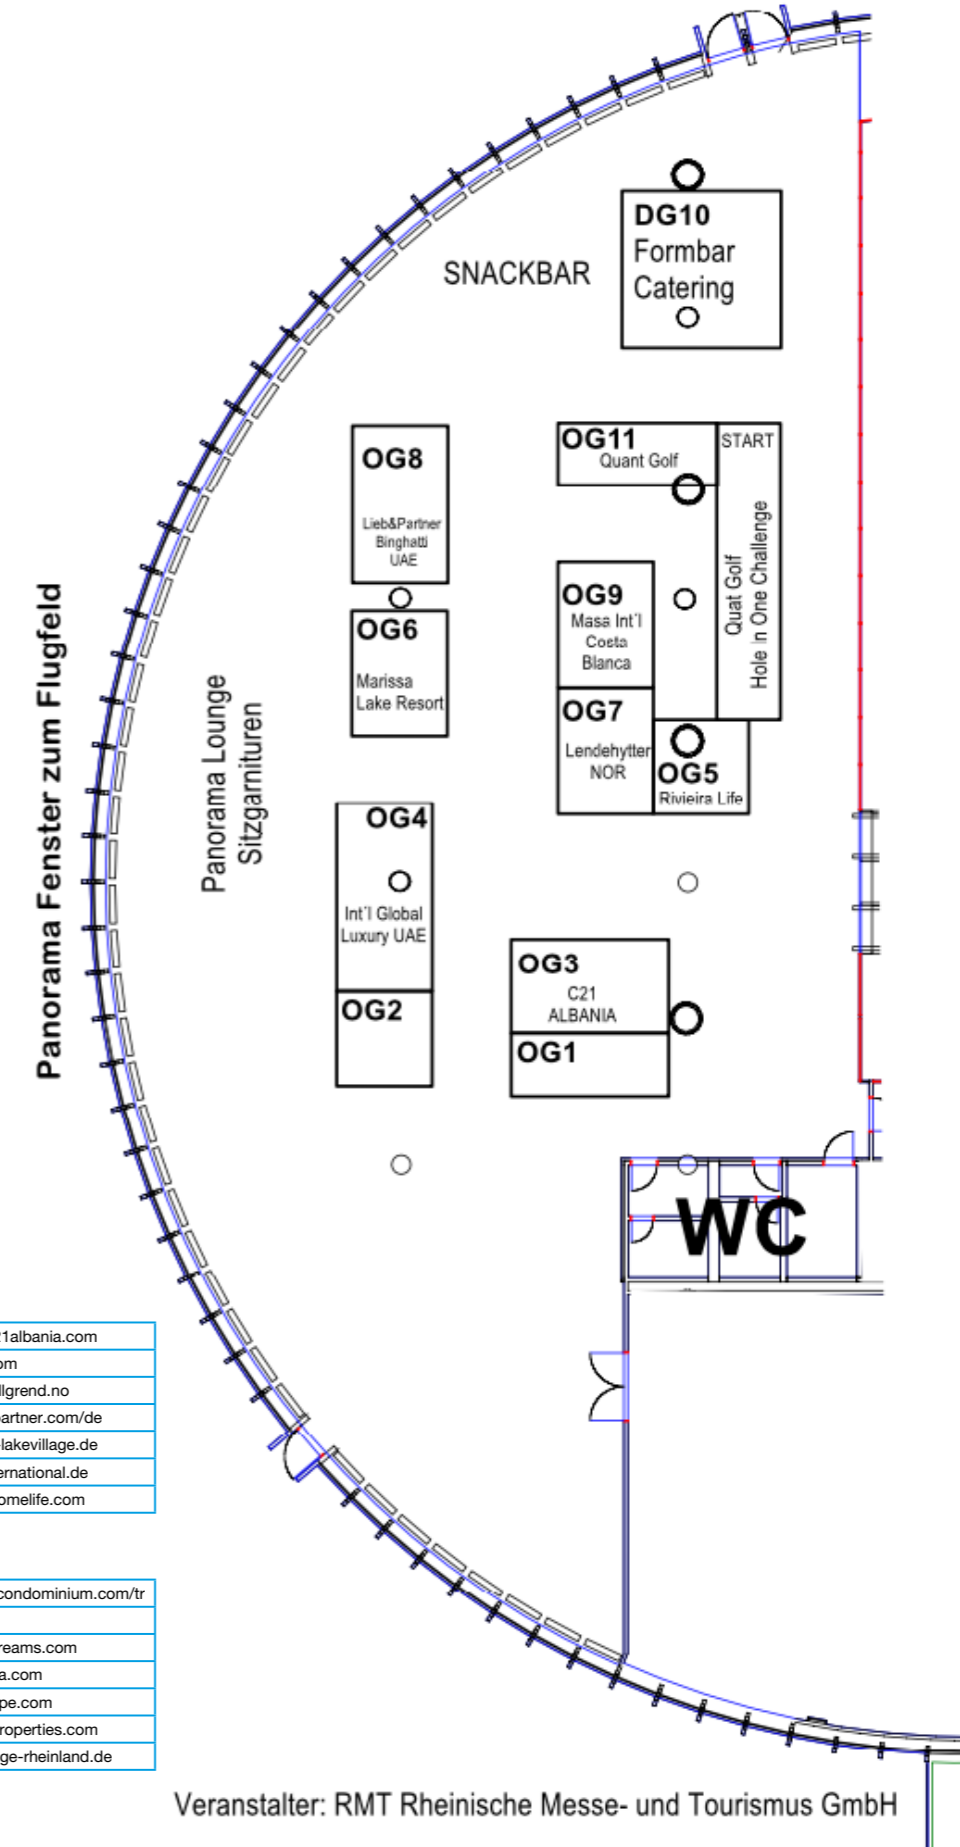 DG10
Formbar
Catering
SNACKBAR
OG8
Lieb&Partner
Binghatti
UAE
OG11
Quant Golf
START
Quat Golf
Hole in One Challenge
OG9
Masa Int´l
Costa
Blanca
OG6
Marissa
Lake Resort
OG7
Lendehytter
NOR
OG5
Rivieira Life
Panorama Fenster zum Flugfeld
Panorama Lounge
Sitzgarnituren
OG4
Int´l Global
Luxury UAE
OG2
OG3
C21
ALBANIA
OG1
WC
21albania.com
om
llgrend.no
partner.com/de
-lakevillage.de
ernational.de
omelife.com
condominium.com/tr
reams.com
a.com
pe.com
roperties.com
ge-rheinland.de
Veranstalter: RMT Rheinische Messe- und Tourismus GmbH